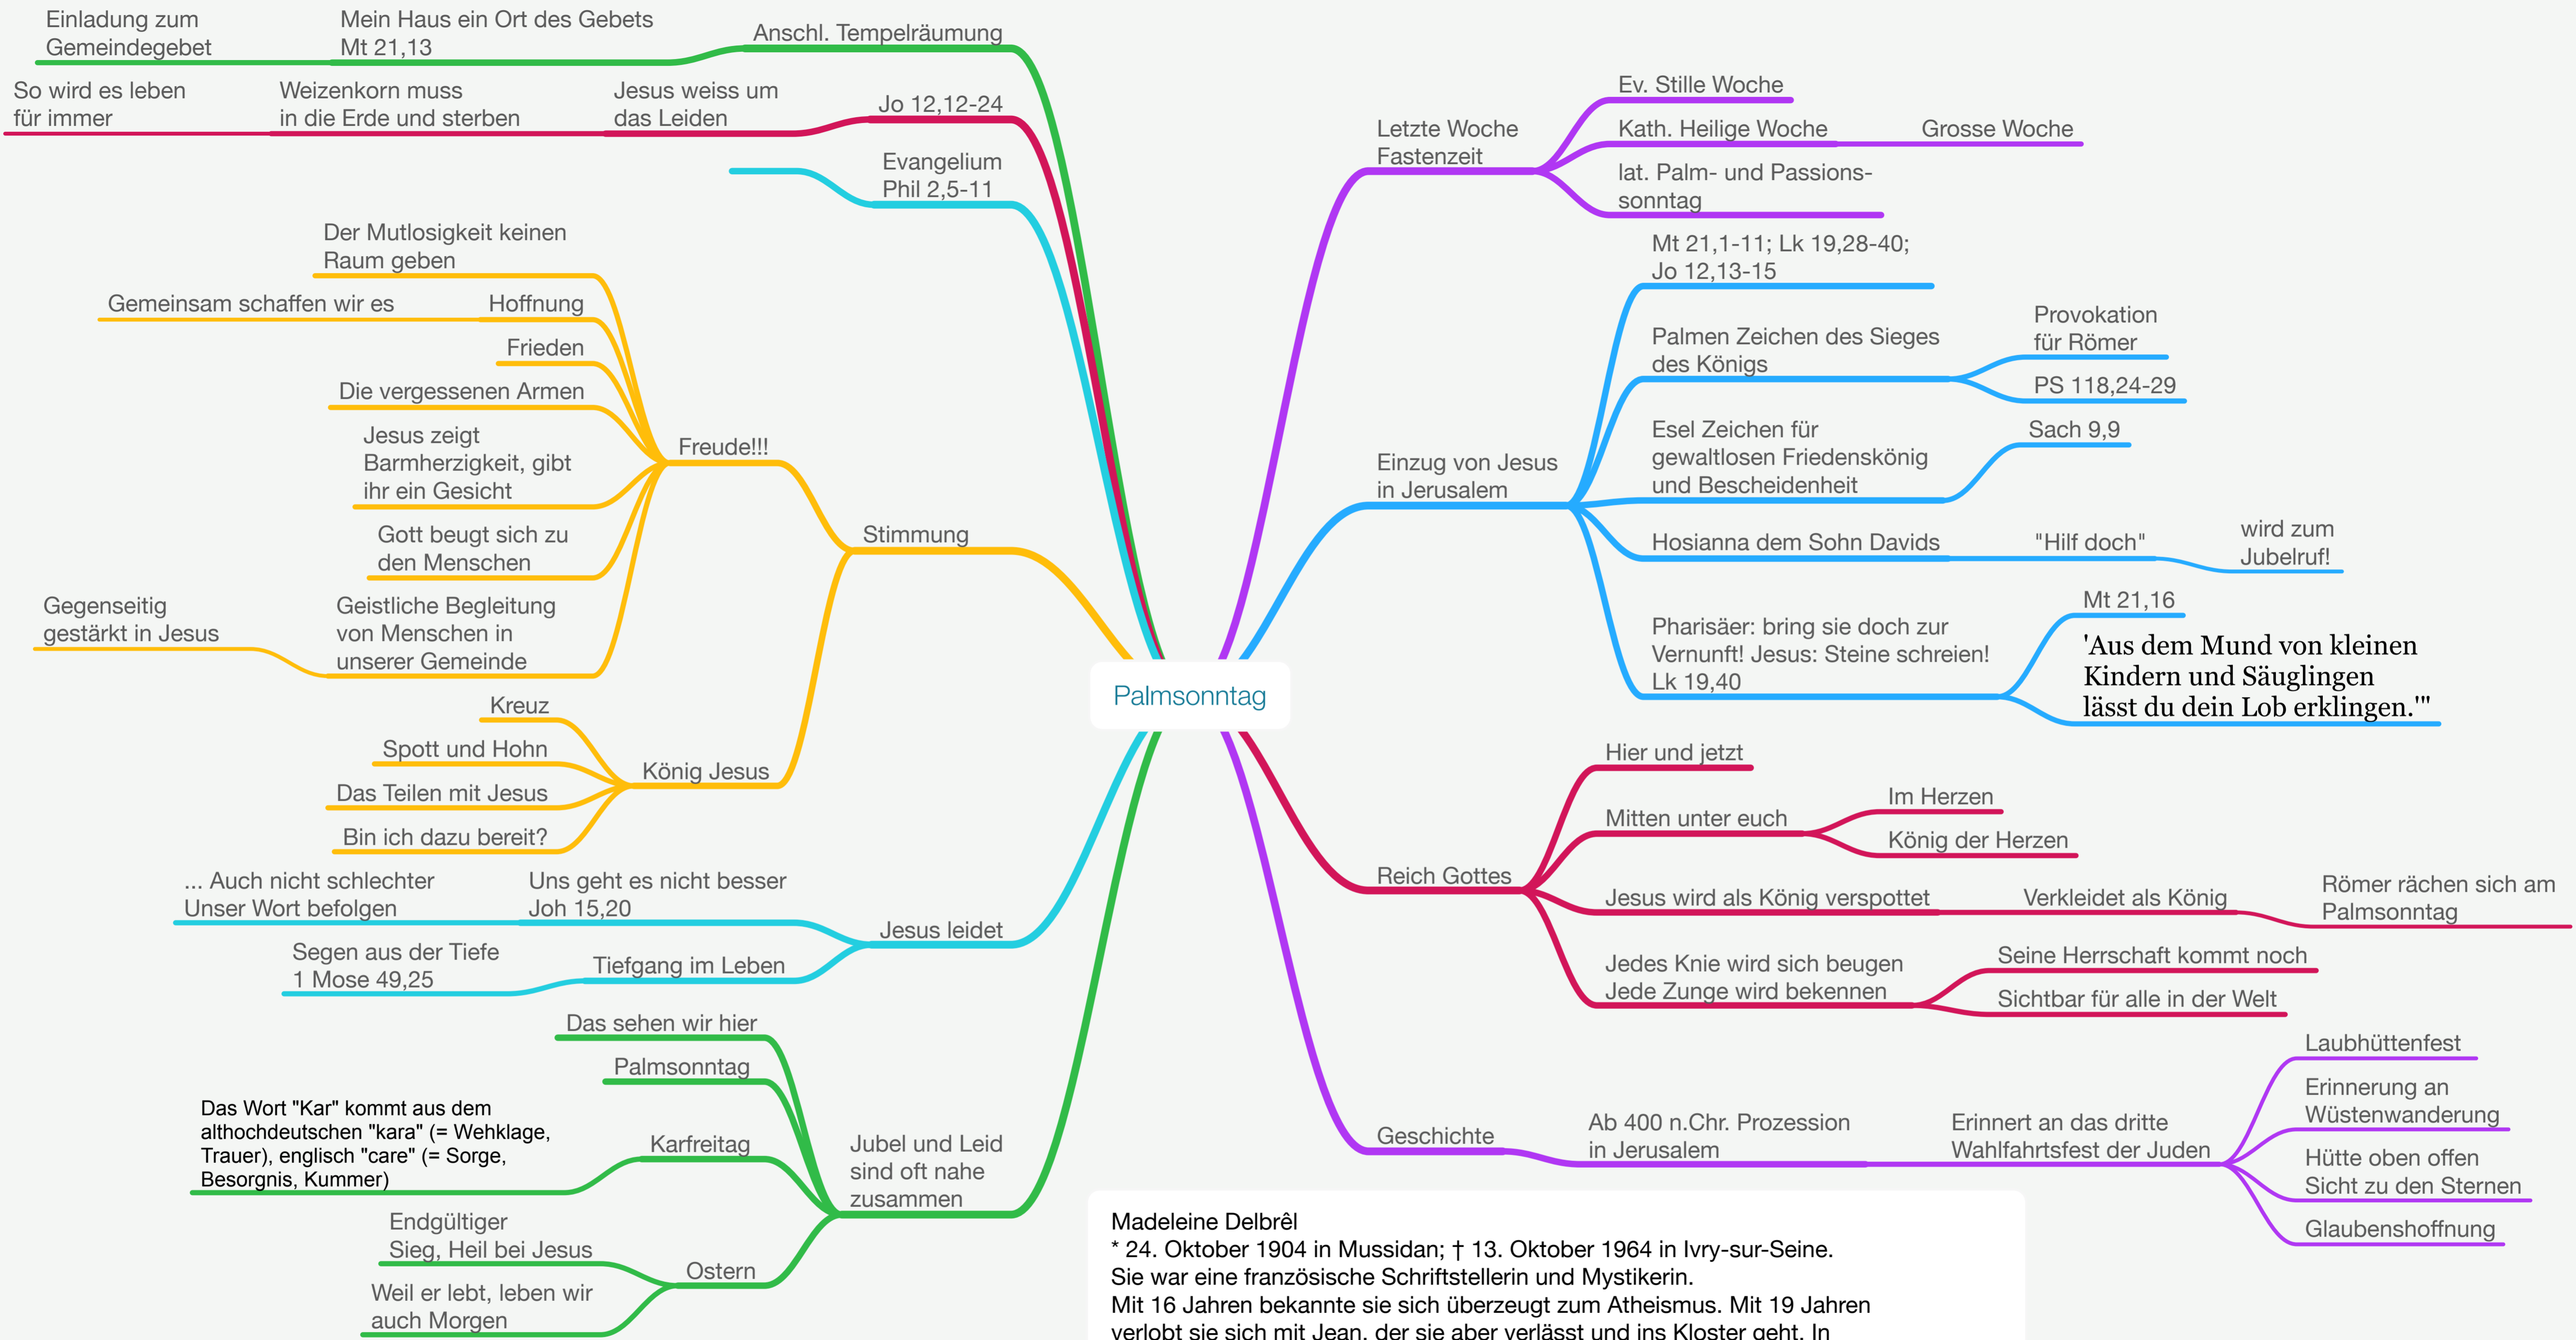 Palmsonntag
Letzte Woche
Fastenzeit
Ev. Stille Woche
Kath. Heilige Woche
Grosse Woche
lat. Palm- und Passions-
sonntag
Einzug von Jesus
in Jerusalem
Mt 21,1-11; Lk 19,28-40;
Jo 12,13-15
Palmen Zeichen des Sieges
des Königs
Provokation
für Römer
PS 118,24-29
Esel Zeichen für
gewaltlosen Friedenskönig
und Bescheidenheit
Sach 9,9
Hosianna dem Sohn Davids
"Hilf doch"
wird zum
Jubelruf!
Pharisäer: bring sie doch zur
Vernunft! Jesus: Steine schreien!
Lk 19,40
Mt 21,16
'Aus dem Mund von kleinen
Kindern und Säuglingen
lässt du dein Lob erklingen.'"
Reich Gottes
Hier und jetzt
Mitten unter euch
Im Herzen
König der Herzen
Jesus wird als König verspottet
Verkleidet als König
Römer rächen sich am
Palmsonntag
Jedes Knie wird sich beugen
Jede Zunge wird bekennen
Seine Herrschaft kommt noch
Sichtbar für alle in der Welt
Geschichte
Ab 400 n.Chr. Prozession
in Jerusalem
Erinnert an das dritte
Wahlfahrtsfest der Juden
Laubhüttenfest
Erinnerung an
Wüstenwanderung
Hütte oben offen
Sicht zu den Sternen
Glaubenshoffnung
Anschl. Tempelräumung
Mein Haus ein Ort des Gebets
Mt 21,13
Einladung zum
Gemeindegebet
Jo 12,12-24
Jesus weiss um
das Leiden
Weizenkorn muss
in die Erde und sterben
So wird es leben
für immer
Evangelium
Phil 2,5-11
Stimmung
Freude!!!
Der Mutlosigkeit keinen
Raum geben
Hoffnung
Gemeinsam schaffen wir es
Frieden
Die vergessenen Armen
Jesus zeigt
Barmherzigkeit, gibt
ihr ein Gesicht
Gott beugt sich zu
den Menschen
Geistliche Begleitung
von Menschen in
unserer Gemeinde
Gegenseitig
gestärkt in Jesus
König Jesus
Kreuz
Spott und Hohn
Das Teilen mit Jesus
Bin ich dazu bereit?
Jesus leidet
Uns geht es nicht besser
Joh 15,20
... Auch nicht schlechter
Unser Wort befolgen
Tiefgang im Leben
Segen aus der Tiefe
1 Mose 49,25
Jubel und Leid
sind oft nahe
zusammen
Das sehen wir hier
Palmsonntag
Karfreitag
Das Wort "Kar" kommt aus dem
althochdeutschen "kara" (= Wehklage,
Trauer), englisch "care" (= Sorge,
Besorgnis, Kummer)
Ostern
Endgültiger
Sieg, Heil bei Jesus
Weil er lebt, leben wir
auch Morgen
Madeleine Delbrêl
* 24. Oktober 1904 in Mussidan; † 13. Oktober 1964 in Ivry-sur-Seine.
Sie war eine französische Schriftstellerin und Mystikerin.
Mit 16 Jahren bekannte sie sich überzeugt zum Atheismus. Mit 19 Jahren
verlobt sie sich mit Jean, der sie aber verlässt und ins Kloster geht. In